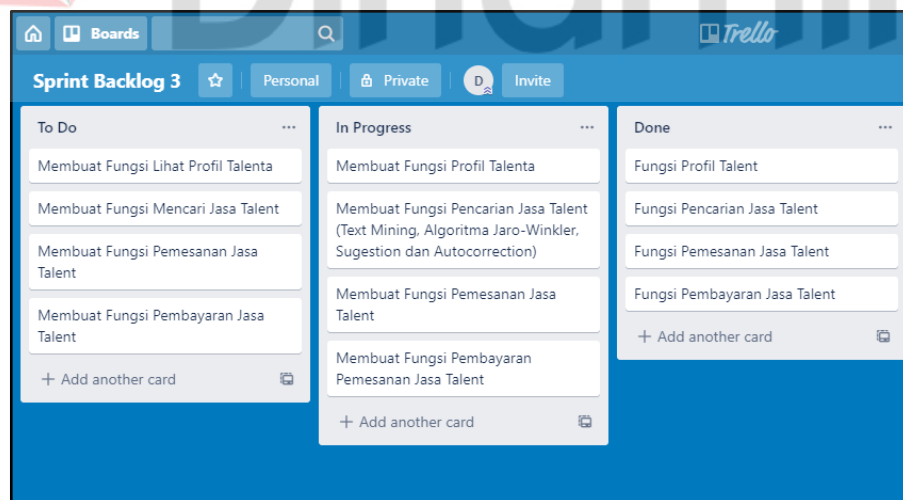 Boards
Trello
Sprint Backlog 3
Personal
Private
D
Invite
To Do
Membuat Fungsi Lihat Profil Talenta
Membuat Fungsi Mencari Jasa Talent
Membuat Fungsi Pemesanan Jasa
Talent
Membuat Fungsi Pembayaran Jasa
Talent
+ Add another card
In Progress
Membuat Fungsi Profil Talenta
Membuat Fungsi Pencarian Jasa Talent
(Text Mining, Algoritma Jaro-Winkler,
Sugestion dan Autocorrection)
Membuat Fungsi Pemesanan Jasa
Talent
Membuat Fungsi Pembayaran
Pemesanan Jasa Talent
+ Add another card
Done
Fungsi Profil Talent
Fungsi Pencarian Jasa Talent
Fungsi Pemesanan Jasa Talent
Fungsi Pembayaran Jasa Talent
+ Add another card